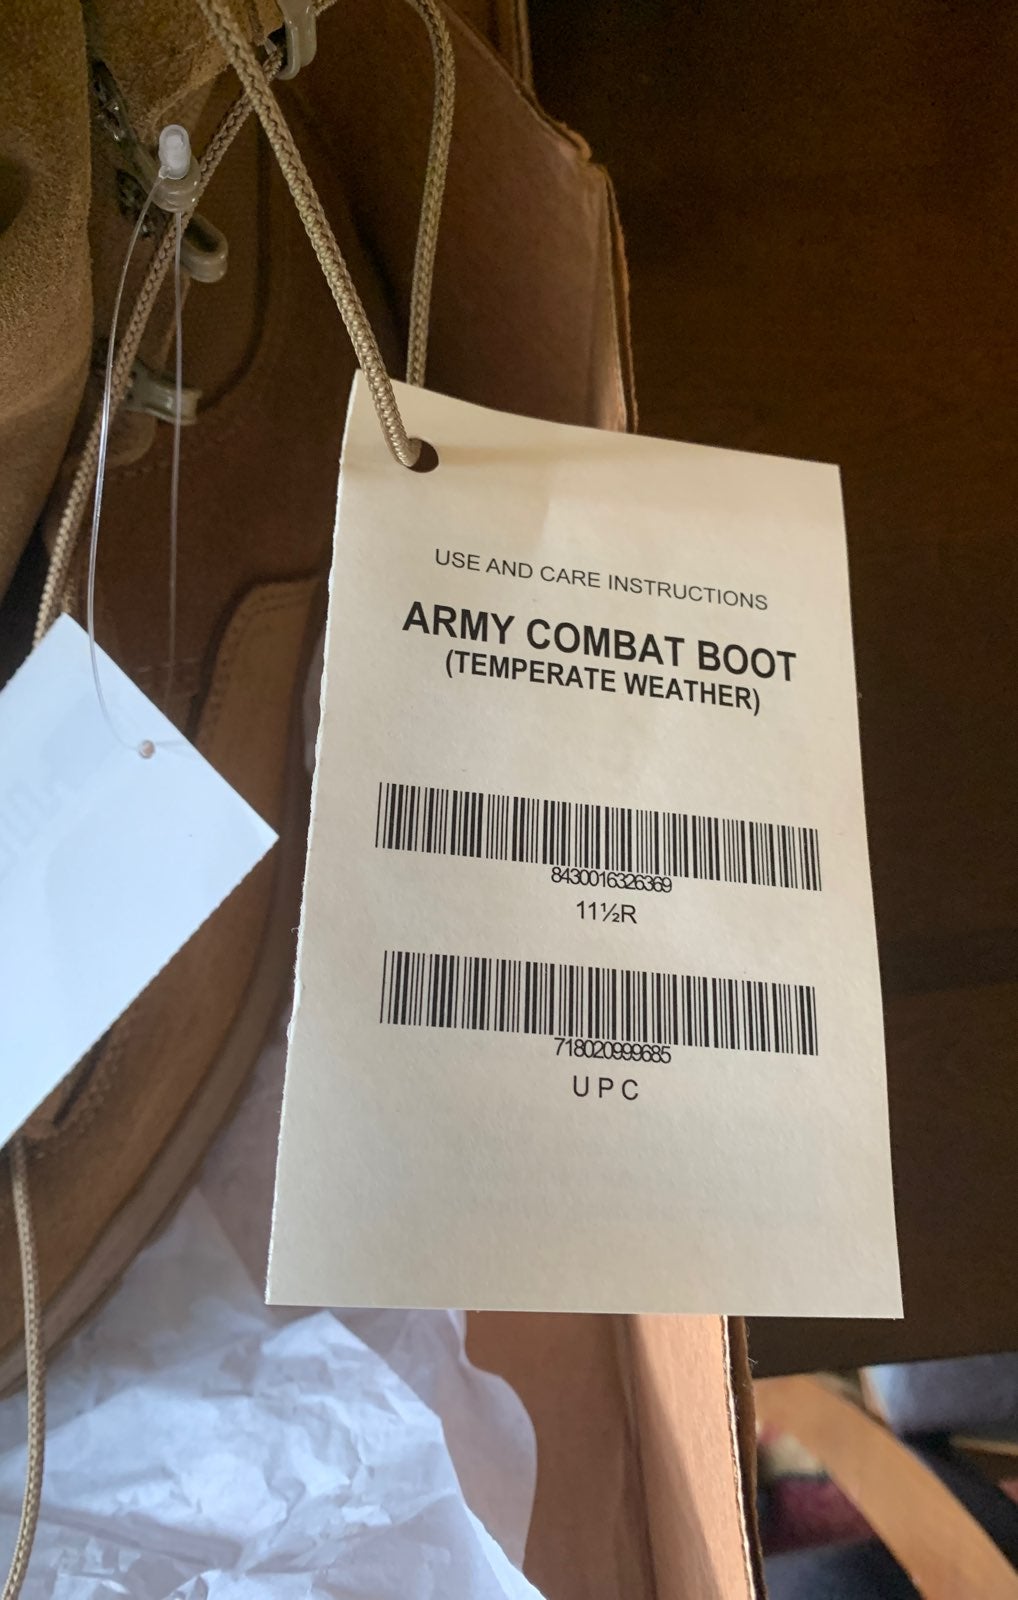 USE AND CARE INSTRUCTIONS
ARMY COMBAT BOOT
(TEMPERATE WEATHER)
8430016326369
11½R
718020999685
UPC